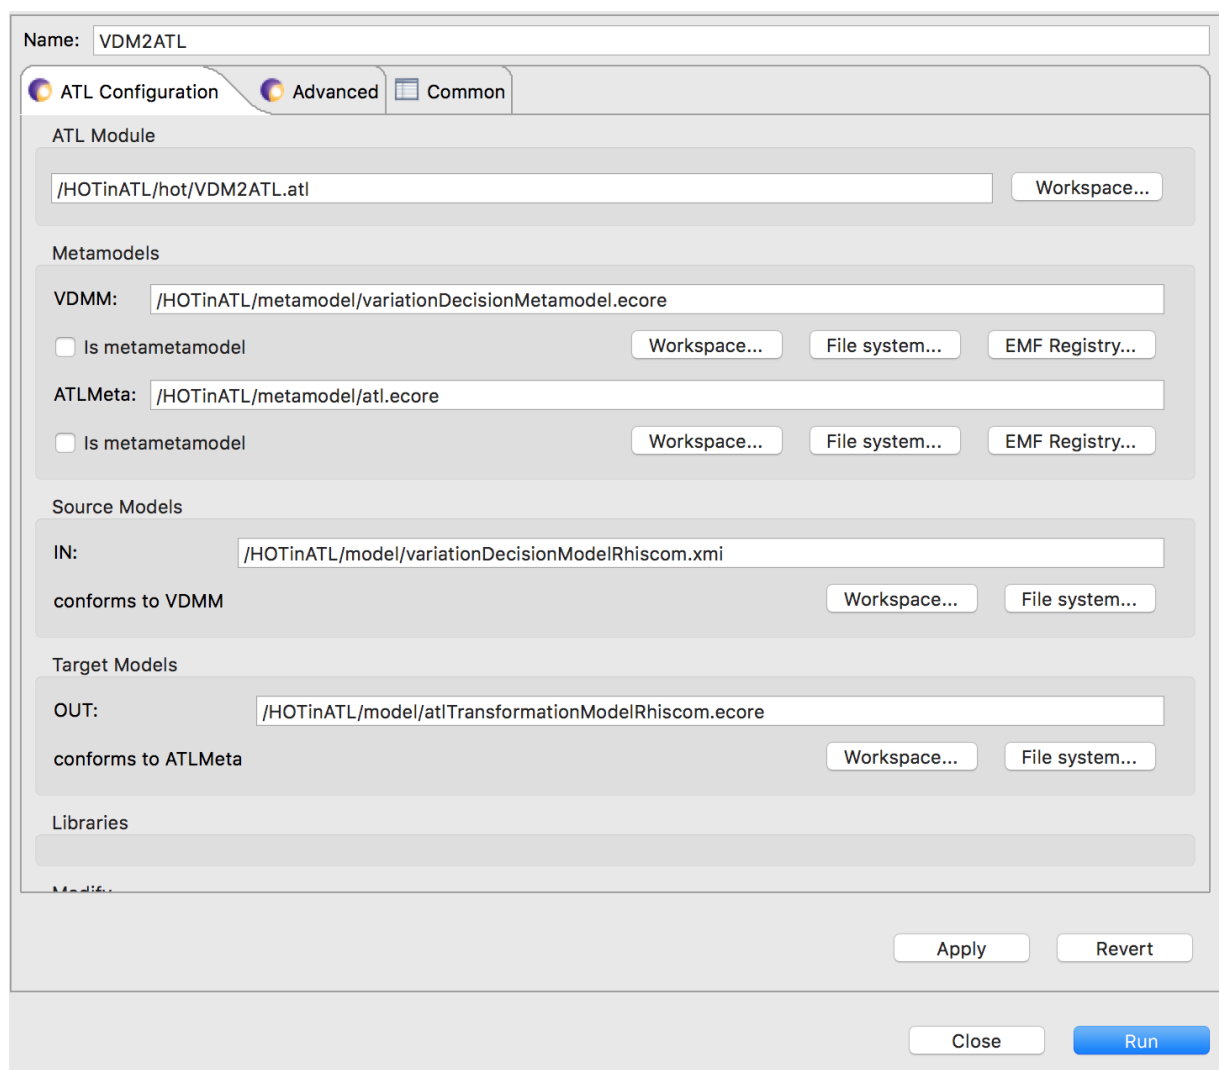 Name: VDM2ATL
ATL Configuration Advanced Common
ATL Module
/HOTinATL/hot/VDM2ATL.atl Workspace...
Metamodels
VDMM: /HOTinATL/metamodel/variationDecisionMetamodel.ecore
Is metametamodel Workspace... File system... EMF Registry...
ATLMeta: /HOTinATL/metamodel/atl.ecore
Is metametamodel Workspace... File system... EMF Registry...
Source Models
IN: /HOTinATL/model/variationDecisionModelRhiscom.xmi
conforms to VDMM Workspace... File system...
Target Models
OUT: /HOTinATL/model/atlTransformationModelRhiscom.ecore
conforms to ATLMeta Workspace... File system...
Libraries
Modify
Apply Revert
Close Run